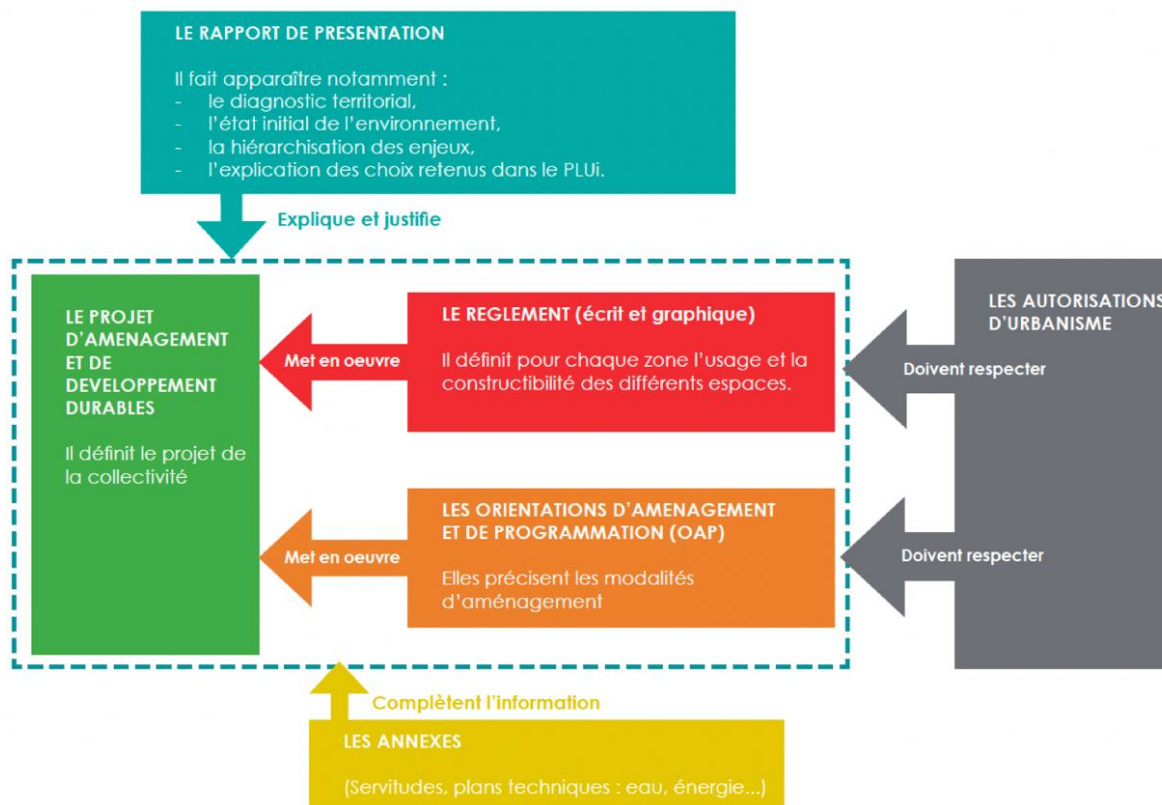 LE RAPPORT DE PRESENTATION
Il fait apparaître notamment :
- le diagnostic territorial,
- l'état initial de l'environnement,
- la hiérarchisation des enjeux,
- l'explication des choix retenus dans le PLUi.
Explique et justifie
LE PROJET
D'AMENAGEMENT
ET DE
DEVELOPPEMENT
DURABLES
Il définit le projet de
la collectivité
Met en oeuvre
LE REGLEMENT (écrit et graphique)
Il définit pour chaque zone l'usage et la
constructibilité des différents espaces.
Doivent respecter
LES AUTORISATIONS
D'URBANISME
Met en oeuvre
LES ORIENTATIONS D'AMENAGEMENT
ET DE PROGRAMMATION (OAP)
Elles précisent les modalités
d'aménagement
Doivent respecter
Complètent l'information
LES ANNEXES
(Servitudes, plans techniques : eau, énergie...)